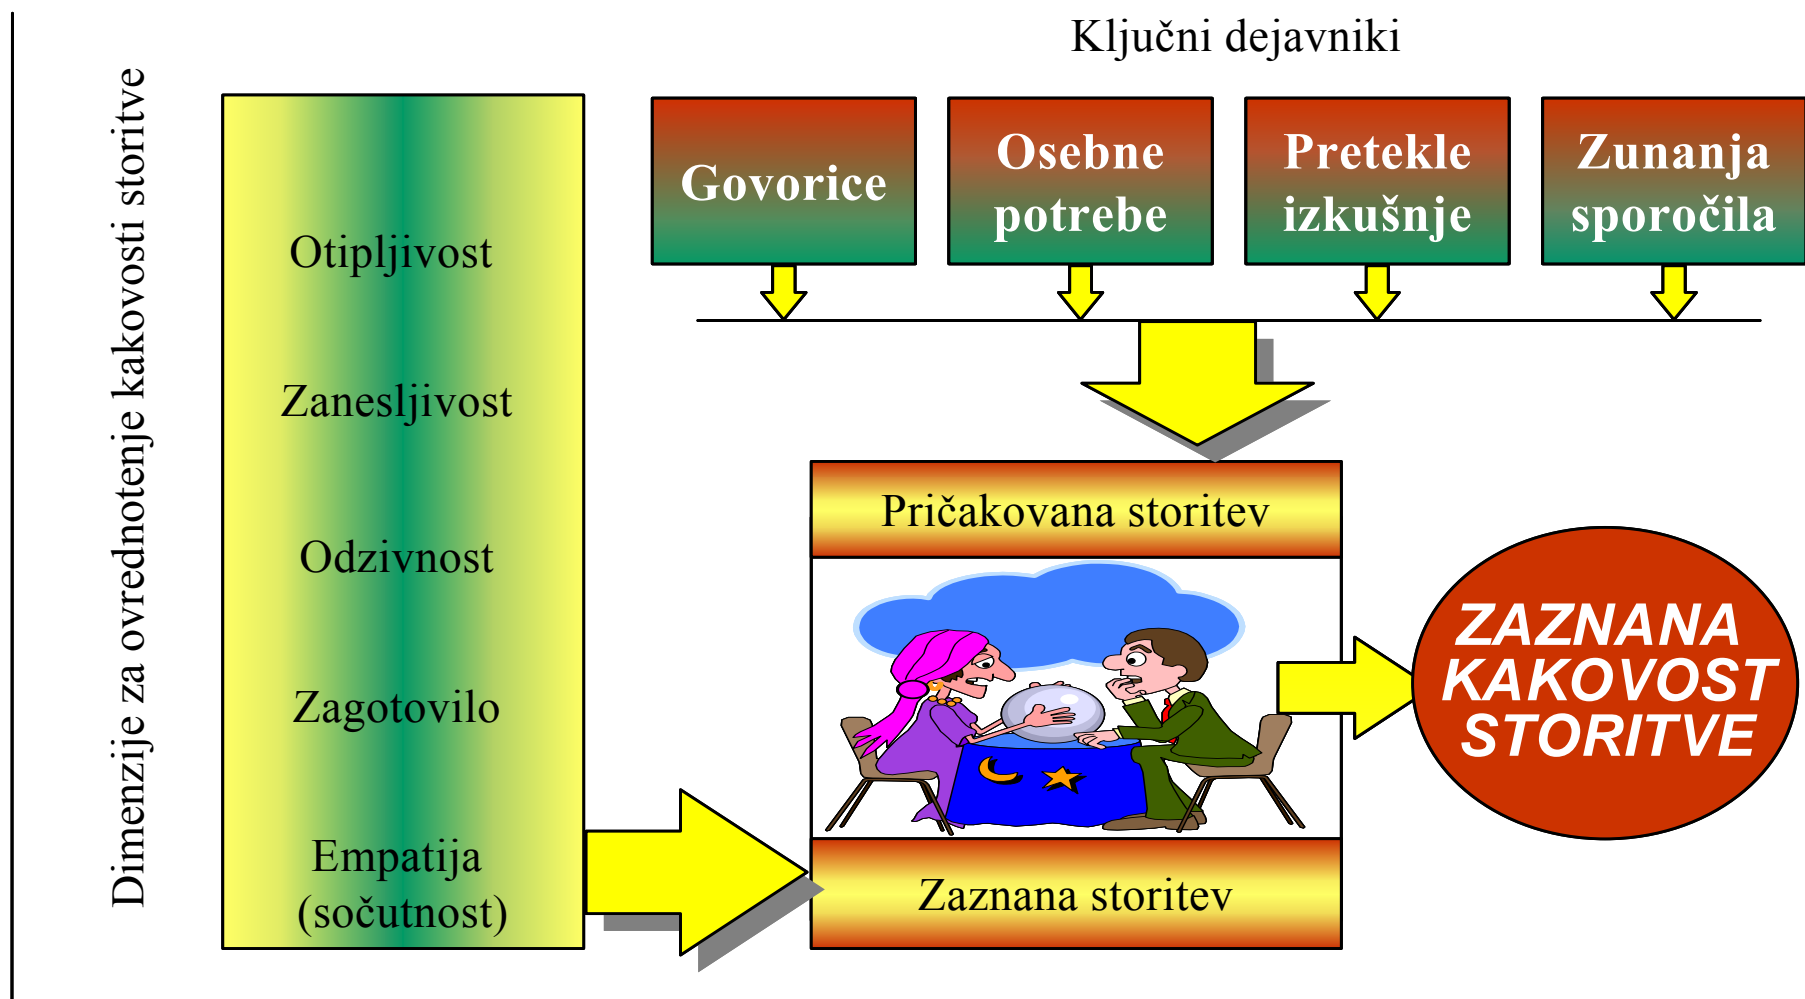 Ključni dejavniki
Dimenzije za ovrednotenje kakovosti storitve
Otipljivost
Zanesljivost
Odzivnost
Zagotovilo
Empatija
(sočutnost)
Govorice
Osebne
potrebe
Pretekle
izkušnje
Zunanja
sporočila
Pričakovana storitev
Zaznana storitev
ZAZNANA
KAKOVOST
STORITVE